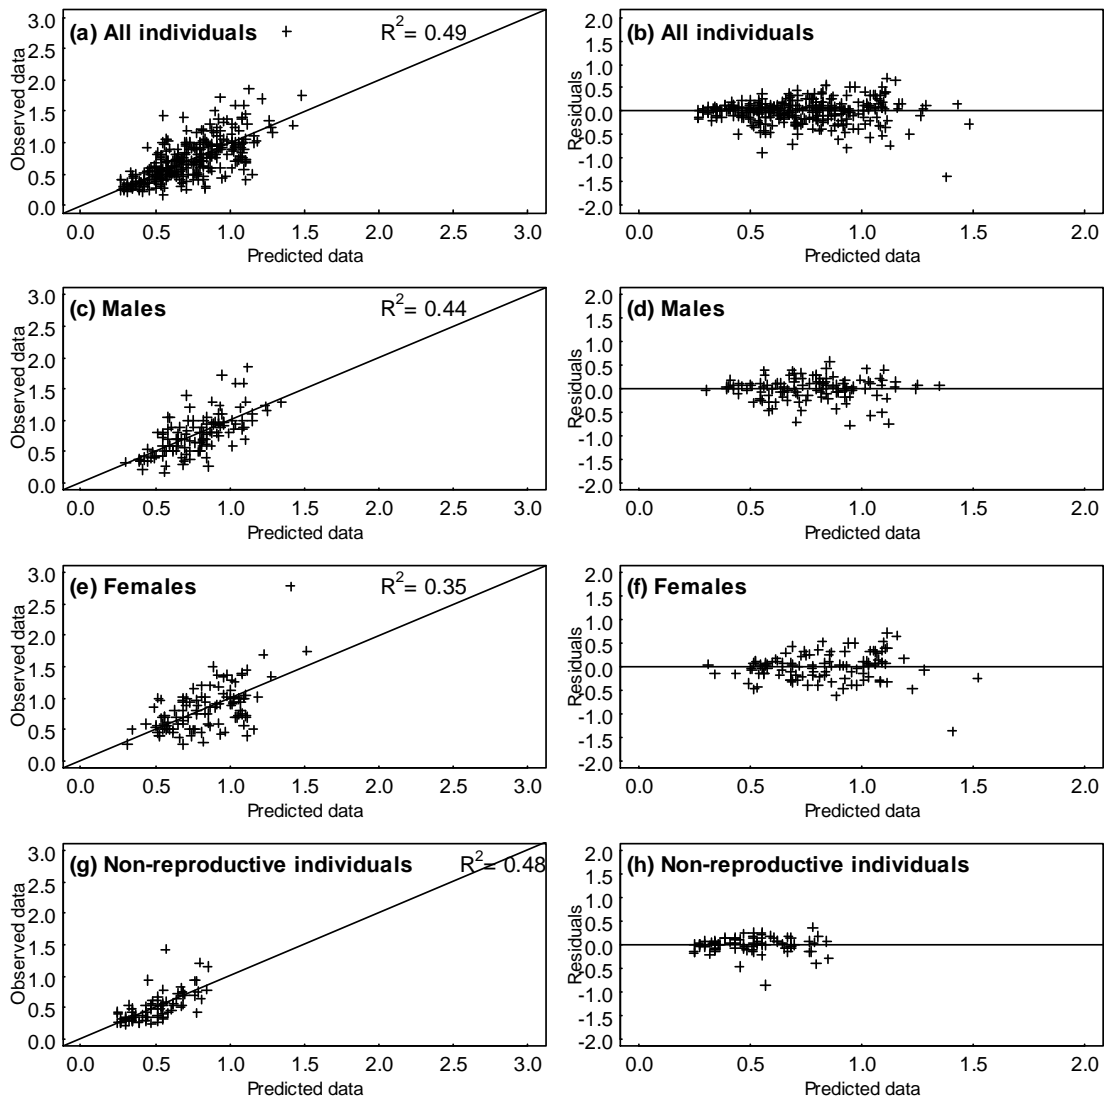 (a) All individuals
R²= 0.49
Observed data
3.0
2.5
2.0
1.5
1.0
0.5
0.0
0.0 0.5 1.0 2.0 2.5 3.0
Predicted data
(b) All individuals
Residuals
2.0
1.5
1.0
0.5
0.0
-0.5
-1.0
-1.5
-2.0
0.0 0.5 1.0 1.5 2.0
Predicted data
(c) Males
R²= 0.44
Observed data
3.0
2.5
2.0
1.5
1.0
0.5
0.0
0.0 0.5 1.0 2.0 2.5 3.0
Predicted data
(d) Males
Residuals
2.0
1.5
1.0
0.5
0.0
-0.5
-1.0
-1.5
-2.0
0.0 0.5 1.0 1.5 2.0
Predicted data
(e) Females
R²= 0.35
Observed data
3.0
2.5
2.0
1.5
1.0
0.5
0.0
0.0 0.5 1.0 2.0 2.5 3.0
Predicted data
(f) Females
Residuals
2.0
1.5
1.0
0.5
0.0
-0.5
-1.0
-1.5
-2.0
0.0 0.5 1.0 1.5 2.0
Predicted data
(g) Non-reproductive individuals
R²= 0.48
Observed data
3.0
2.5
2.0
1.5
1.0
0.5
0.0
0.0 0.5 1.0 2.0 2.5 3.0
Predicted data
(h) Non-reproductive individuals
Residuals
2.0
1.5
1.0
0.5
0.0
-0.5
-1.0
-1.5
-2.0
0.0 0.5 1.0 1.5 2.0
Predicted data